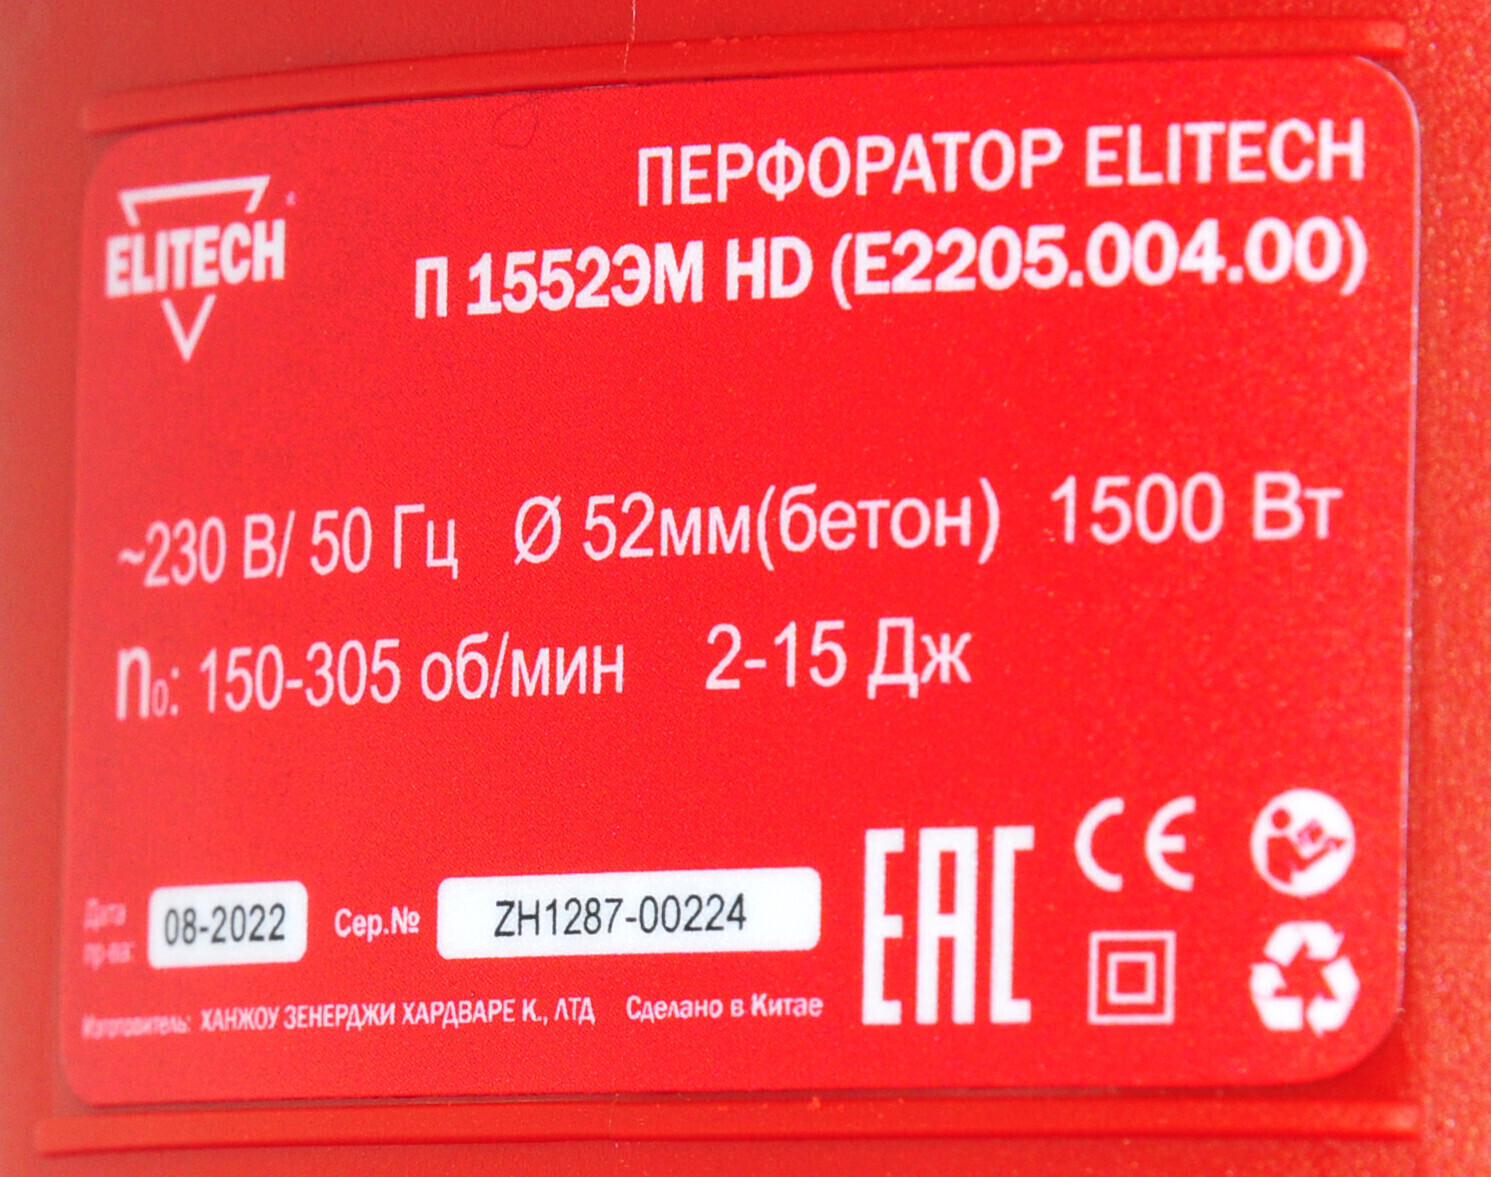 ПЕРФОРАТОР ELITECH
ELITECH
П 1552ЭМ HD (E2205.004.00)
~230 В/ 50 Гц Ø 52мм(бетон) 1500 Вт
n₀: 150-305 об/мин 2-15 Дж
EAC CE
Дата
пр-ва: 08-2022 Сер.№ ZH1287-00224
Изготовитель: ХАНЖОУ ЗЕНЕРДЖИ ХАРДВАРЕ К., ЛТД Сделано в Китае